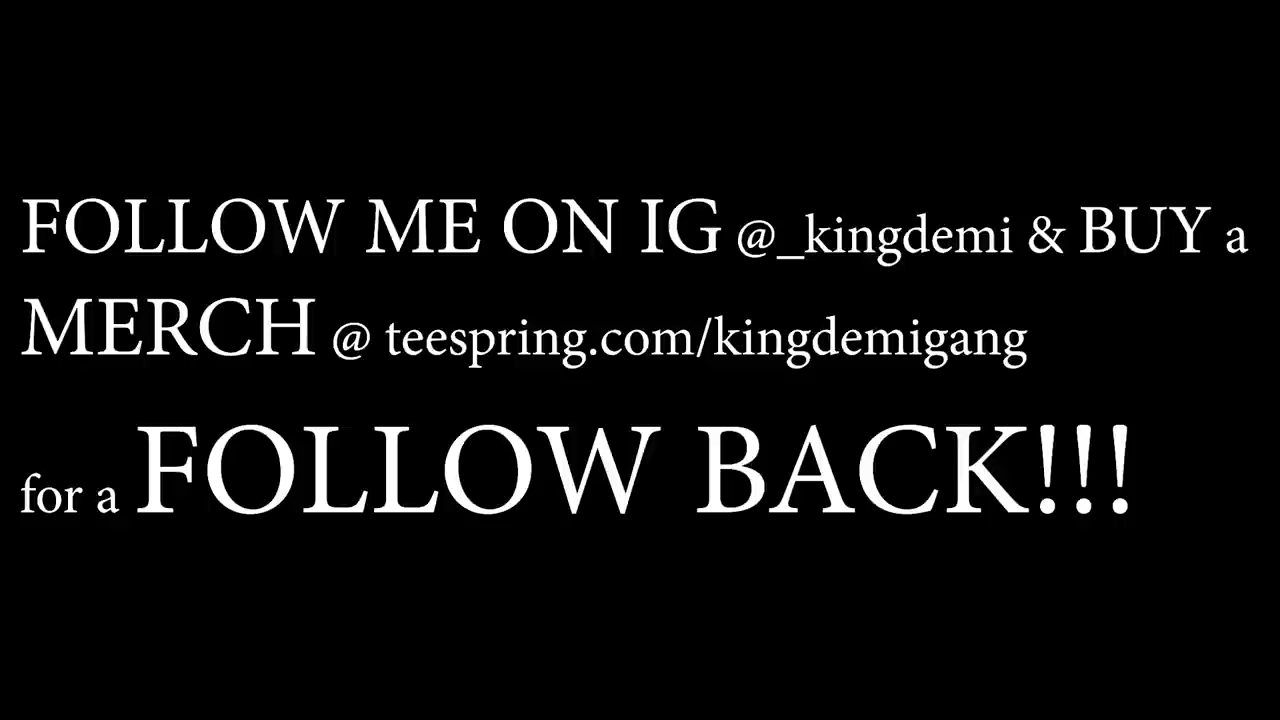 FOLLOW ME ON IG @_kingdemi & BUY a
MERCH @ teespring.com/kingdemigang
for a FOLLOW BACK!!!